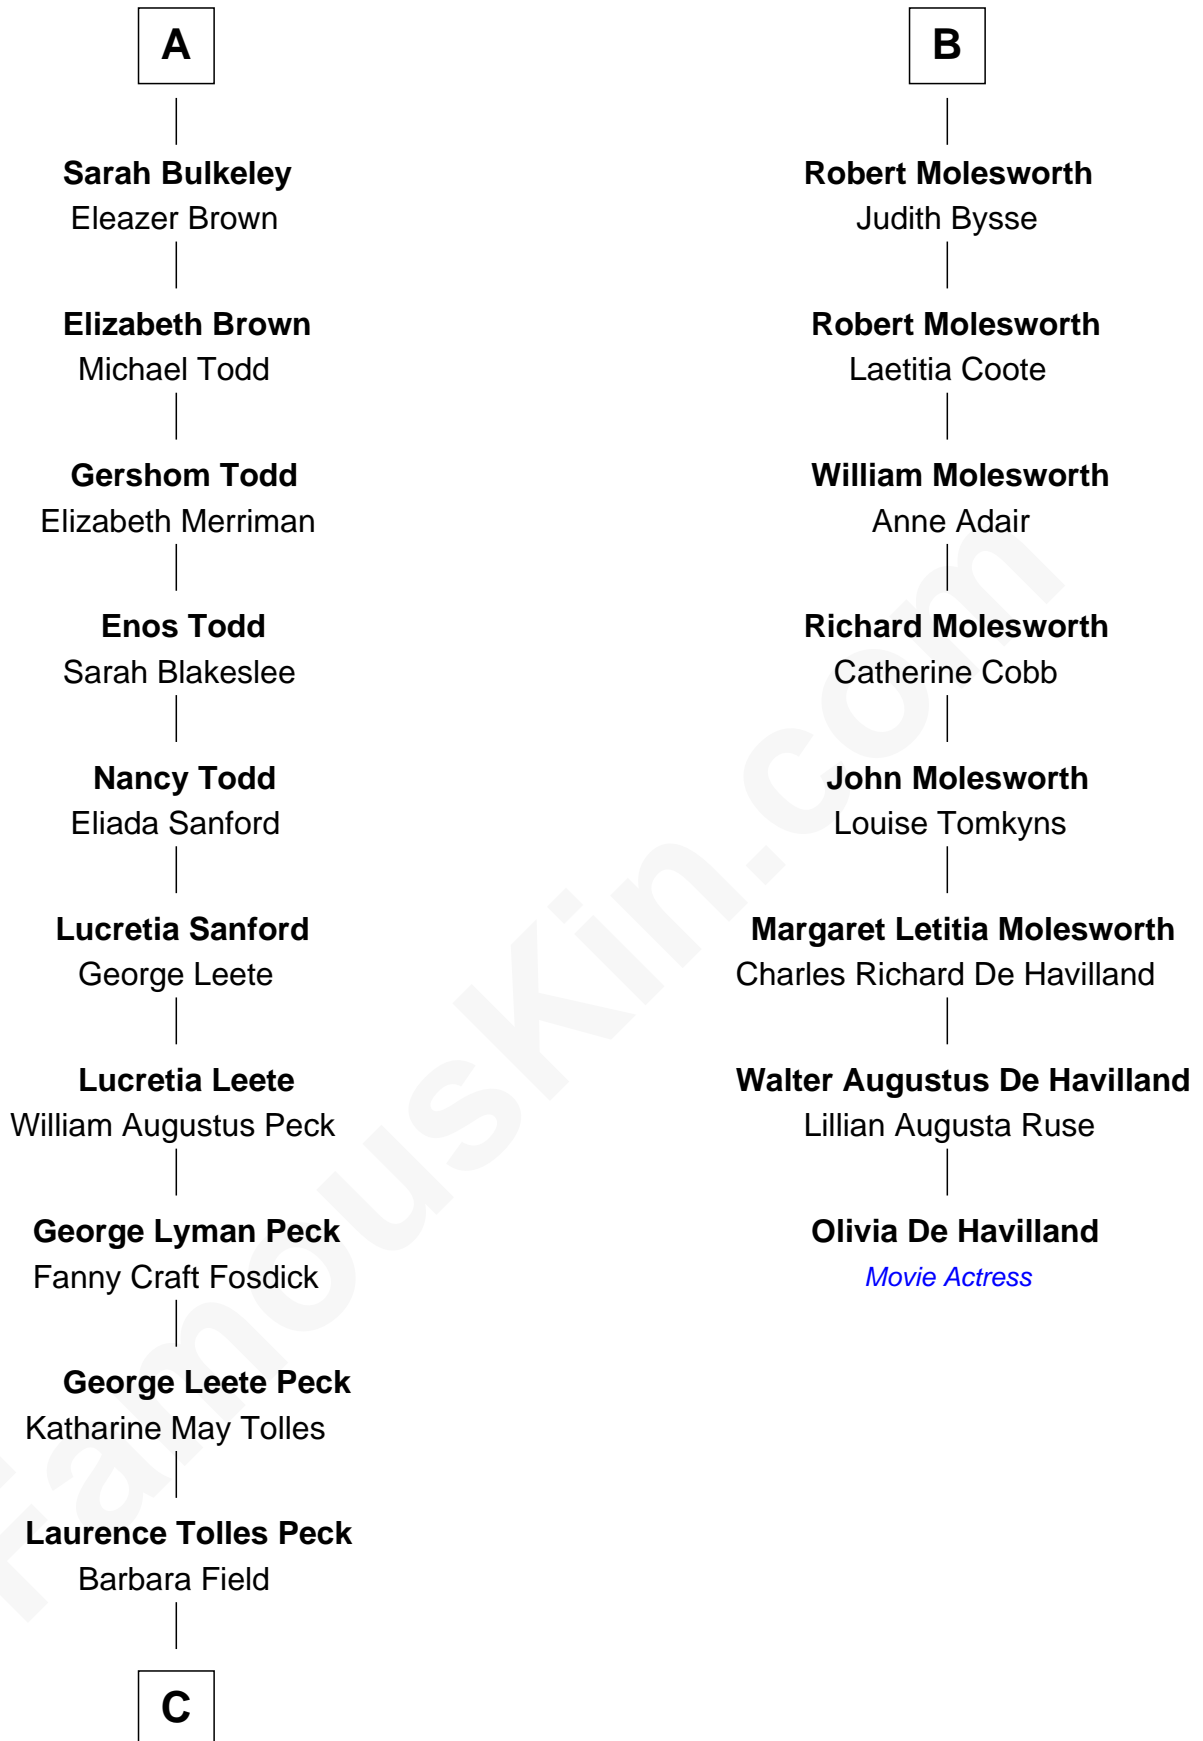 A
Sarah Bulkeley
Eleazer Brown
Elizabeth Brown
Michael Todd
Gershom Todd
Elizabeth Merriman
Enos Todd
Sarah Blakeslee
Nancy Todd
Eliada Sanford
Lucretia Sanford
George Leete
Lucretia Leete
William Augustus Peck
George Lyman Peck
Fanny Craft Fosdick
George Leete Peck
Katharine May Tolles
Laurence Tolles Peck
Barbara Field
C
B
Robert Molesworth
Judith Bysse
Robert Molesworth
Laetitia Coote
William Molesworth
Anne Adair
Richard Molesworth
Catherine Cobb
John Molesworth
Louise Tomkyns
Margaret Letitia Molesworth
Charles Richard De Havilland
Walter Augustus De Havilland
Lillian Augusta Ruse
Olivia De Havilland
Movie Actress
FamousKin.com